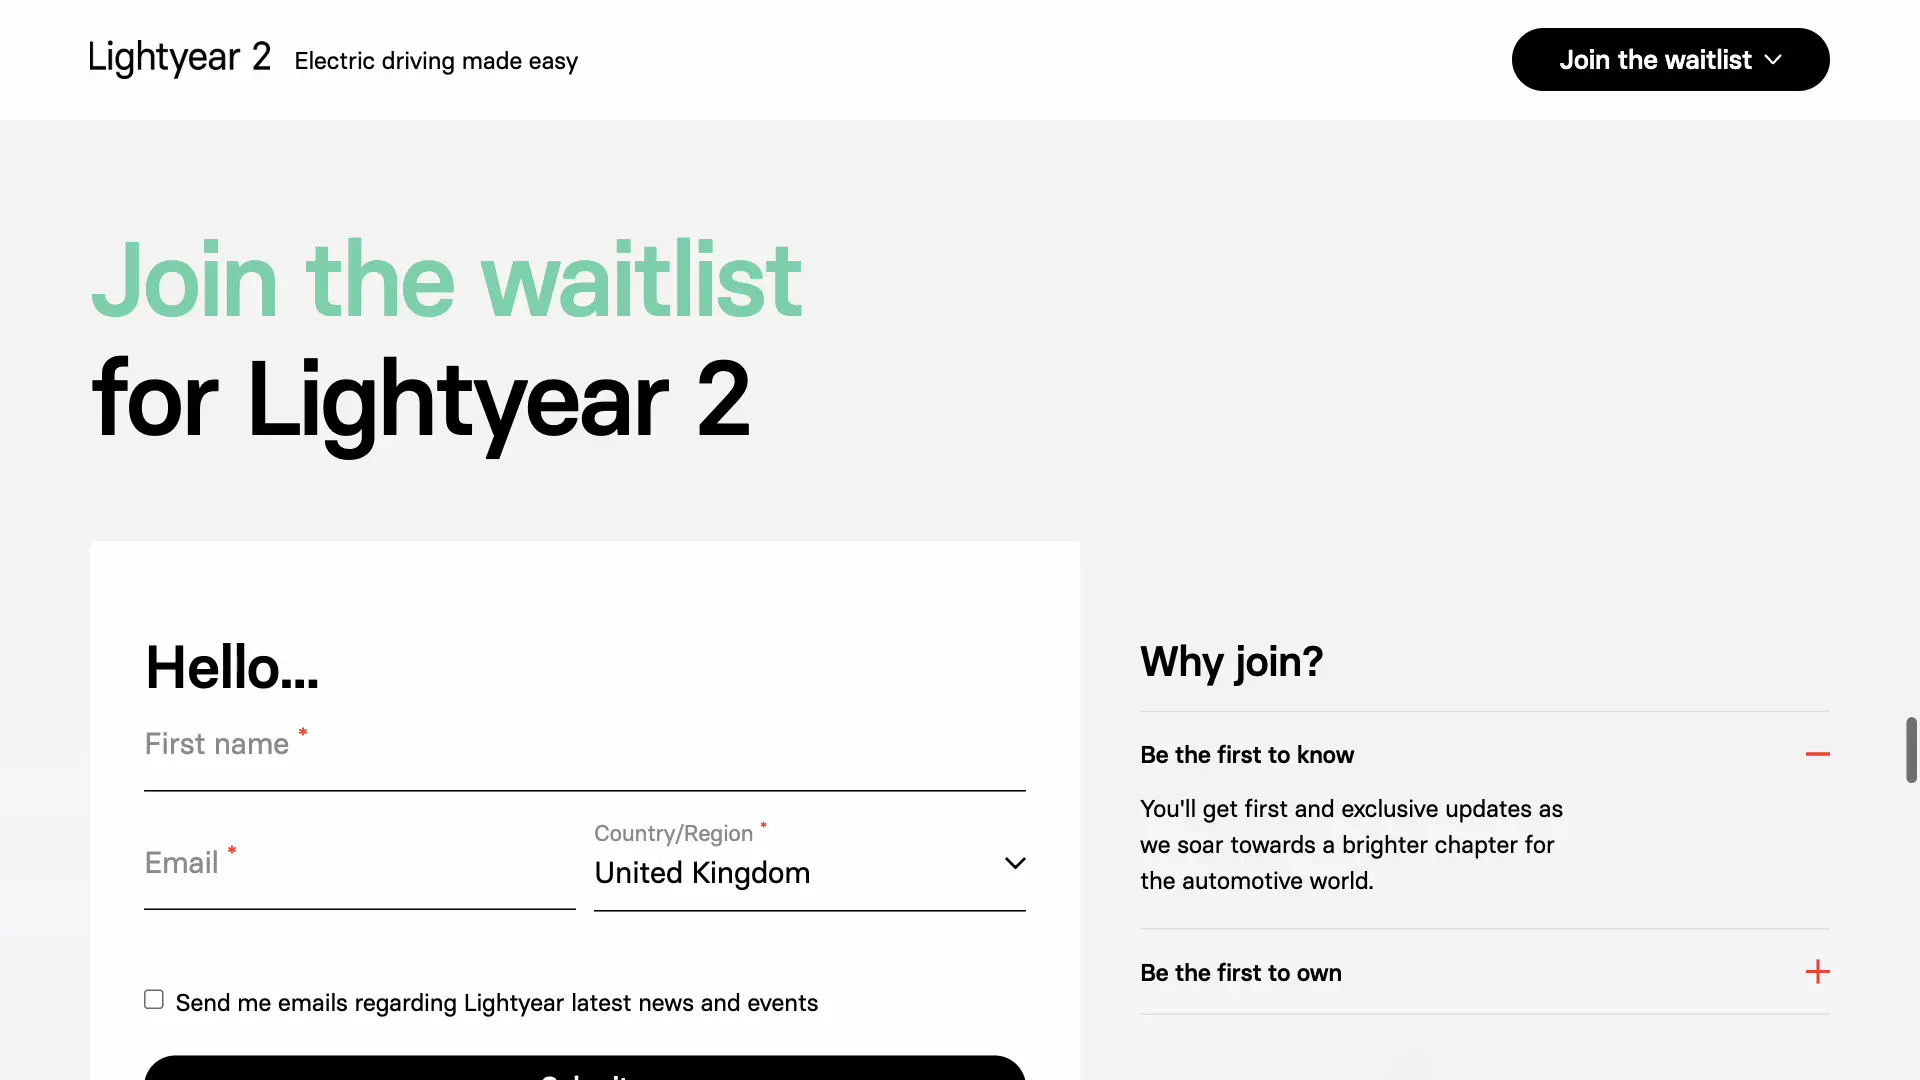 Lightyear 2 Electric driving made easy
Join the waitlist
Join the waitlist
for Lightyear 2
Hello...
First name *
Email *
Country/Region *
United Kingdom
Send me emails regarding Lightyear latest news and events
Why join?
Be the first to know
You'll get first and exclusive updates as
we soar towards a brighter chapter for
the automotive world.
Be the first to own